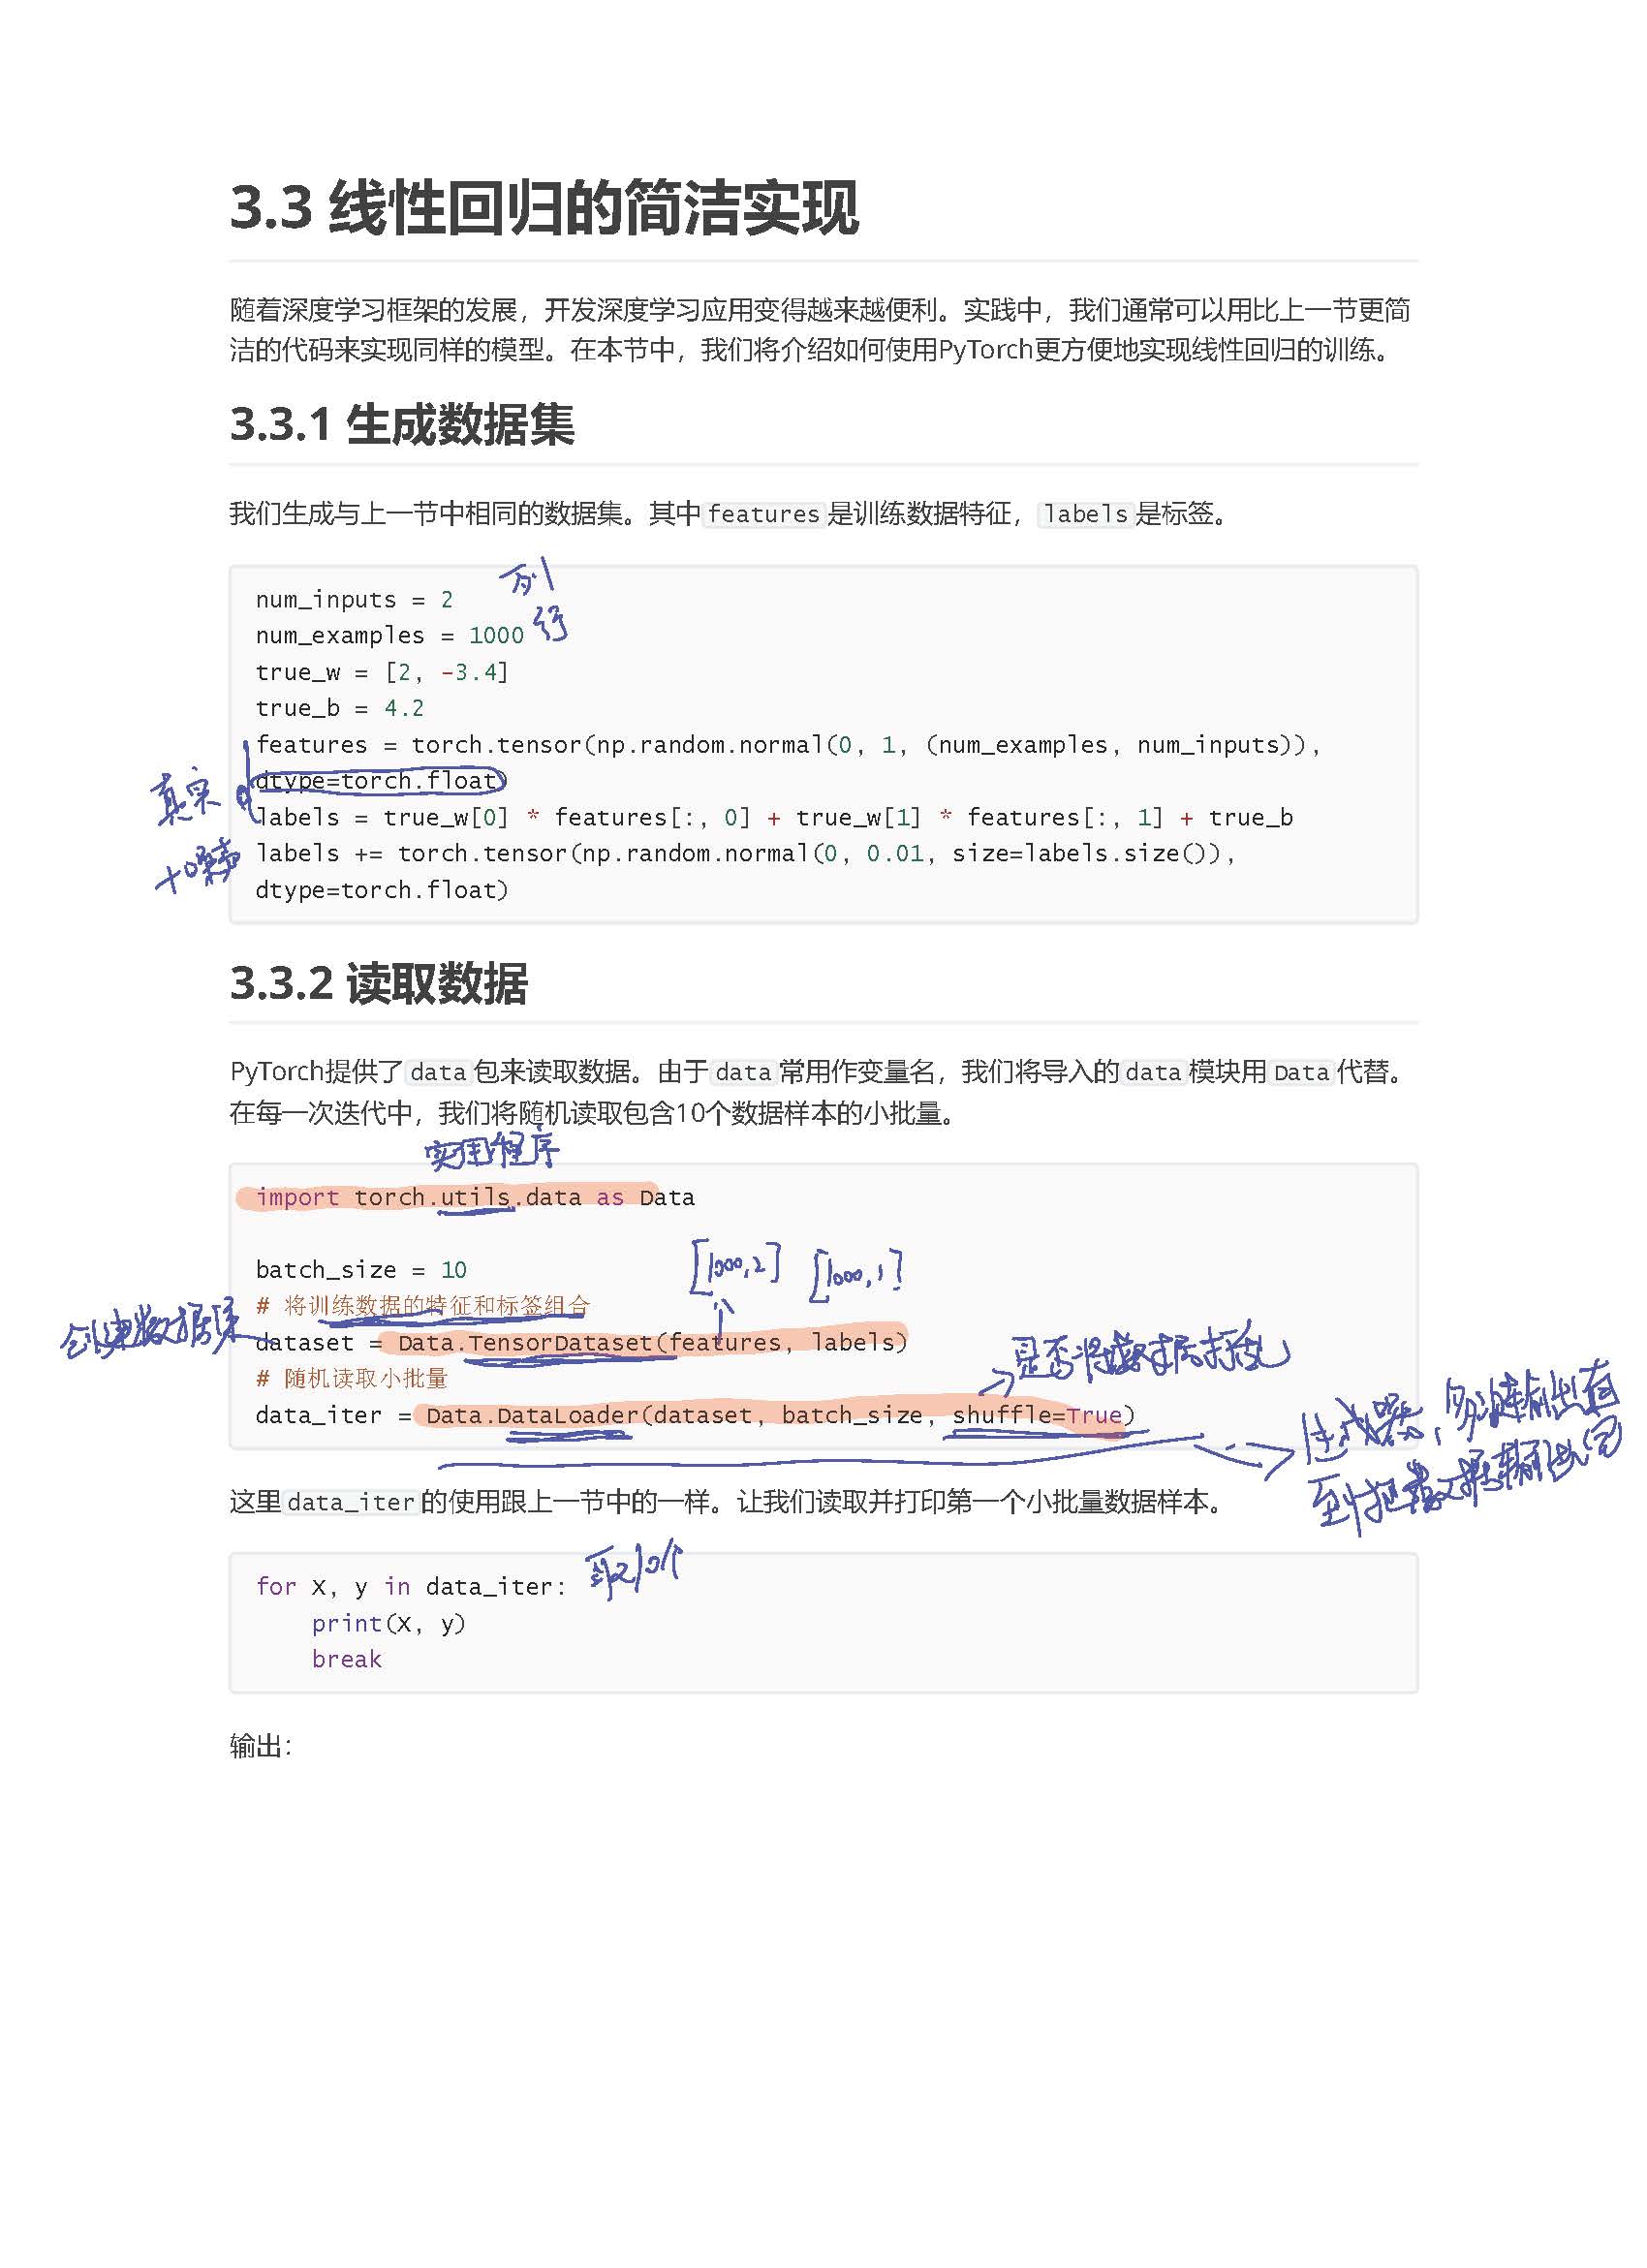 3.3 线性回归的简洁实现
随着深度学习框架的发展，开发深度学习应用变得越来越便利。实践中，我们通常可以用比上一节更简
洁的代码来实现同样的模型。在本节中，我们将介绍如何使用PyTorch更方便地实现线性回归的训练。
3.3.1 生成数据集
我们生成与上一节中相同的数据集。其中features是训练数据特征，labels是标签。
列
num_inputs = 2
num_examples = 1000 行
true_w = [2, -3.4]
true_b = 4.2
features = torch.tensor(np.random.normal(0, 1, (num_examples, num_inputs)),
真实
dtype=torch.float)
labels = true_w[0] * features[:, 0] + true_w[1] * features[:, 1] + true_b
+噪声
labels += torch.tensor(np.random.normal(0, 0.01, size=labels.size()),
dtype=torch.float)
3.3.2 读取数据
PyTorch提供了data包来读取数据。由于data常用作变量名，我们将导入的data模块用Data代替。
在每一次迭代中，我们将随机读取包含10个数据样本的小批量。
实用程序
import torch.utils.data as Data
[1000,2] [1000,1]
batch_size = 10
# 将训练数据的特征和标签组合
创建数据集
dataset = Data.TensorDataset(features, labels)
是否将数据打乱
# 随机读取小批量
data_iter = Data.DataLoader(dataset, batch_size, shuffle=True)
生成器，多次输出直
到把数据输出完
这里data_iter的使用跟上一节中的一样。让我们读取并打印第一个小批量数据样本。
取10个
for X, y in data_iter:
    print(X, y)
    break
输出：